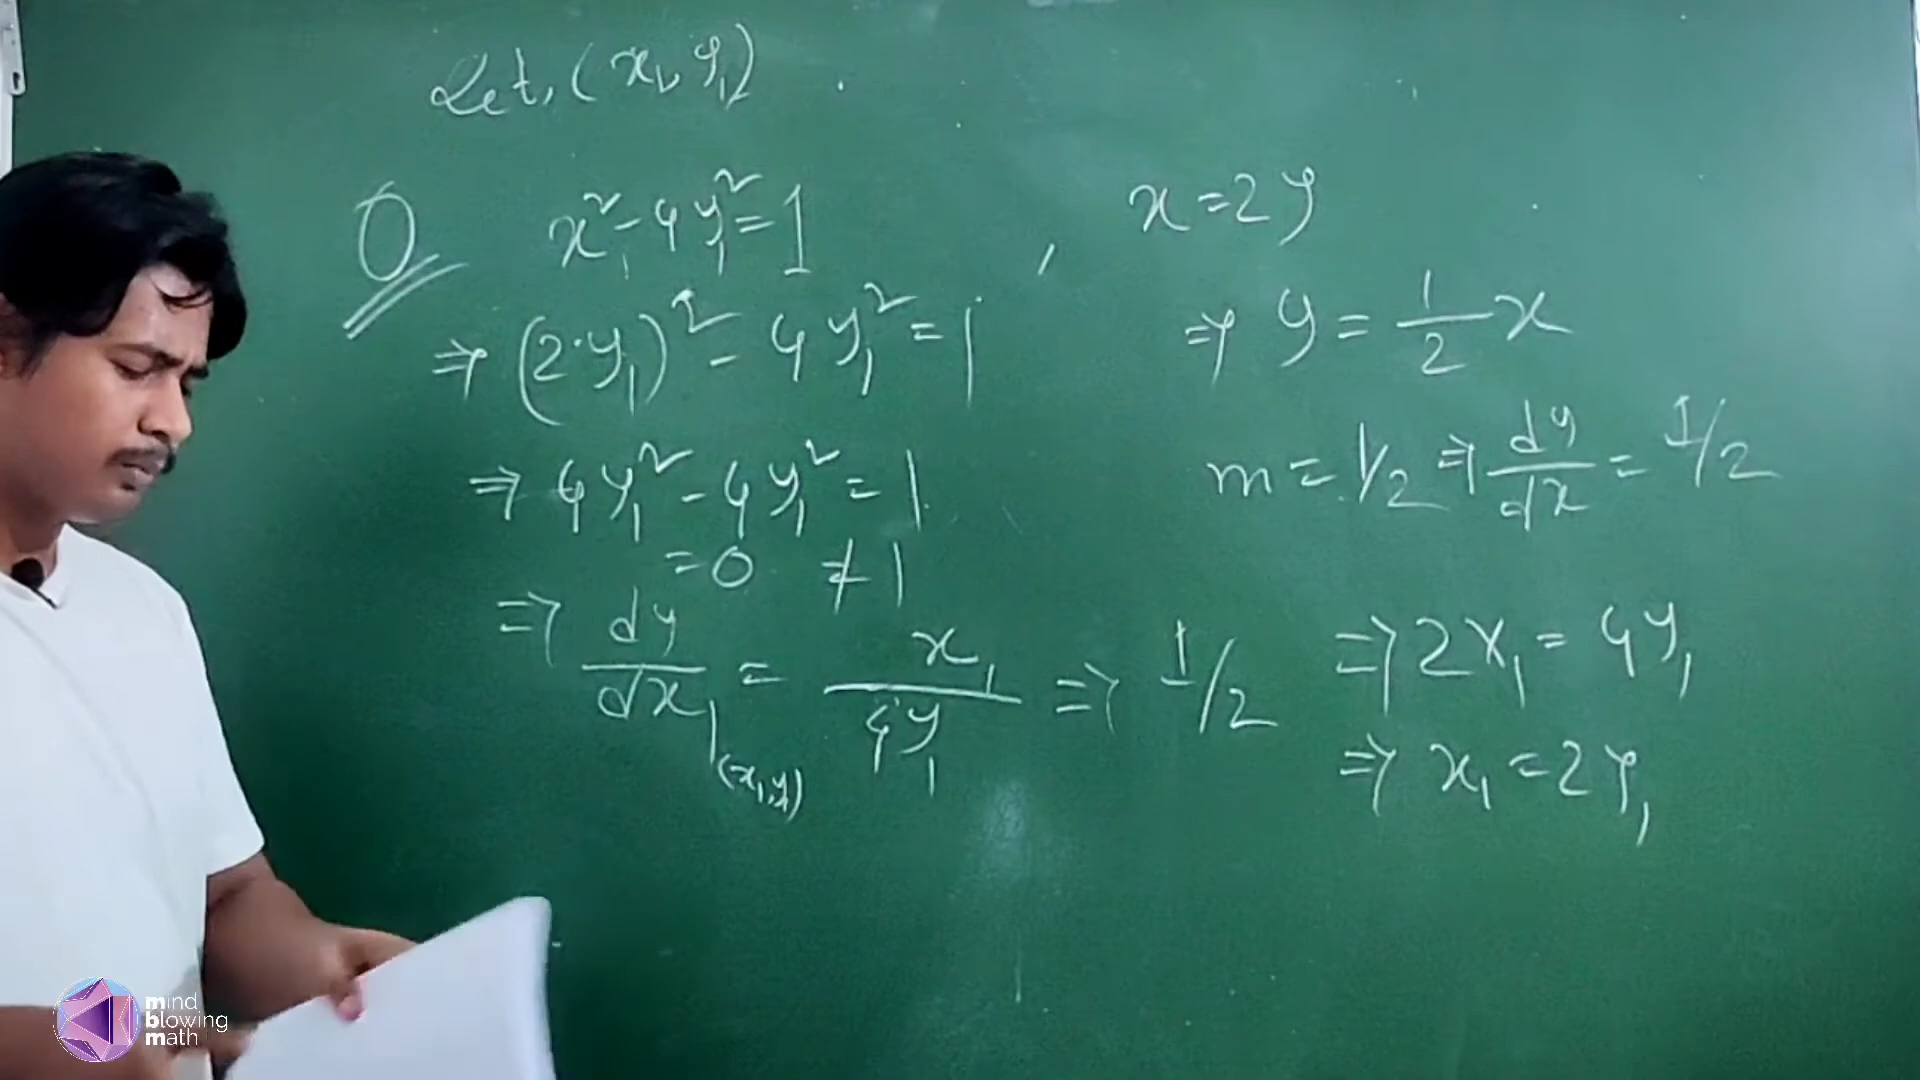 Let, (x₁, y₁)
x₁² - 4y₁² = 1 , x = 2y
⇒ (2·y₁)² - 4y₁² = 1
⇒ y = 1/2 x
⇒ 4y₁² - 4y₁² = 1
m = 1/2 ⇒ dy/dx = 1/2
= 0 ≠ 1
⇒ dy/dx₁ (x₁, y₁) = x₁/4y₁ ⇒ 1/2
⇒ 2x₁ = 4y₁
⇒ x₁ = 2y₁
mind
blowing
math